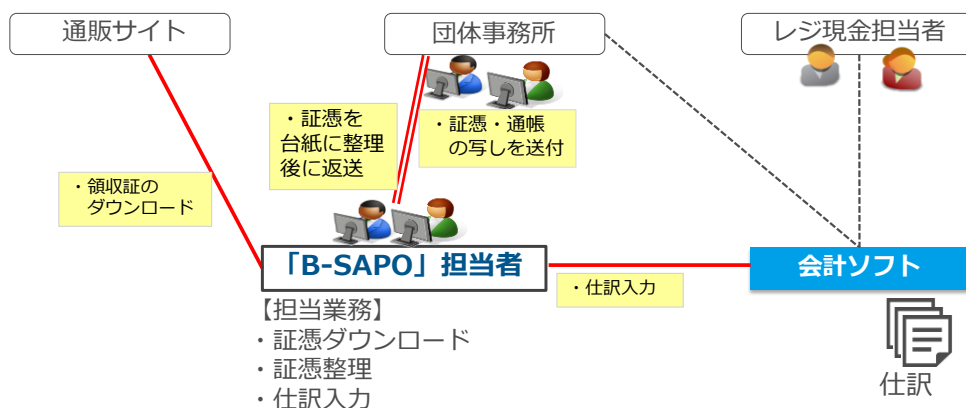 通販サイト
団体事務所
レジ現金担当者
・証憑を
台紙に整理
後に返送
・証憑・通帳
の写しを送付
・領収証の
ダウンロード
「B-SAPO」担当者
・仕訳入力
会計ソフト
【担当業務】
・証憑ダウンロード
・証憑整理
・仕訳入力
仕訳